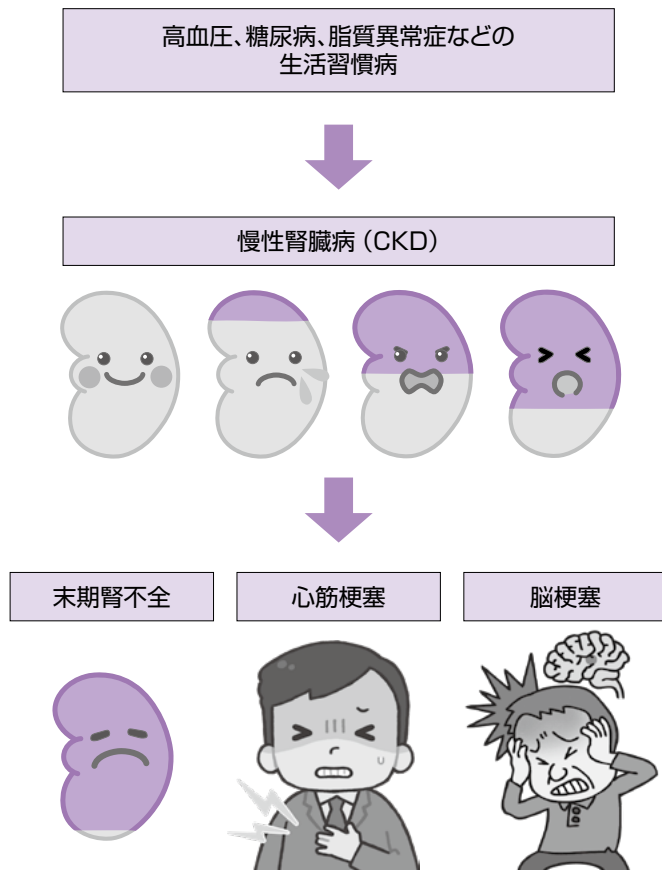 高血圧、糖尿病、脂質異常症などの
生活習慣病
慢性腎臓病（CKD）
末期腎不全
心筋梗塞
脳梗塞